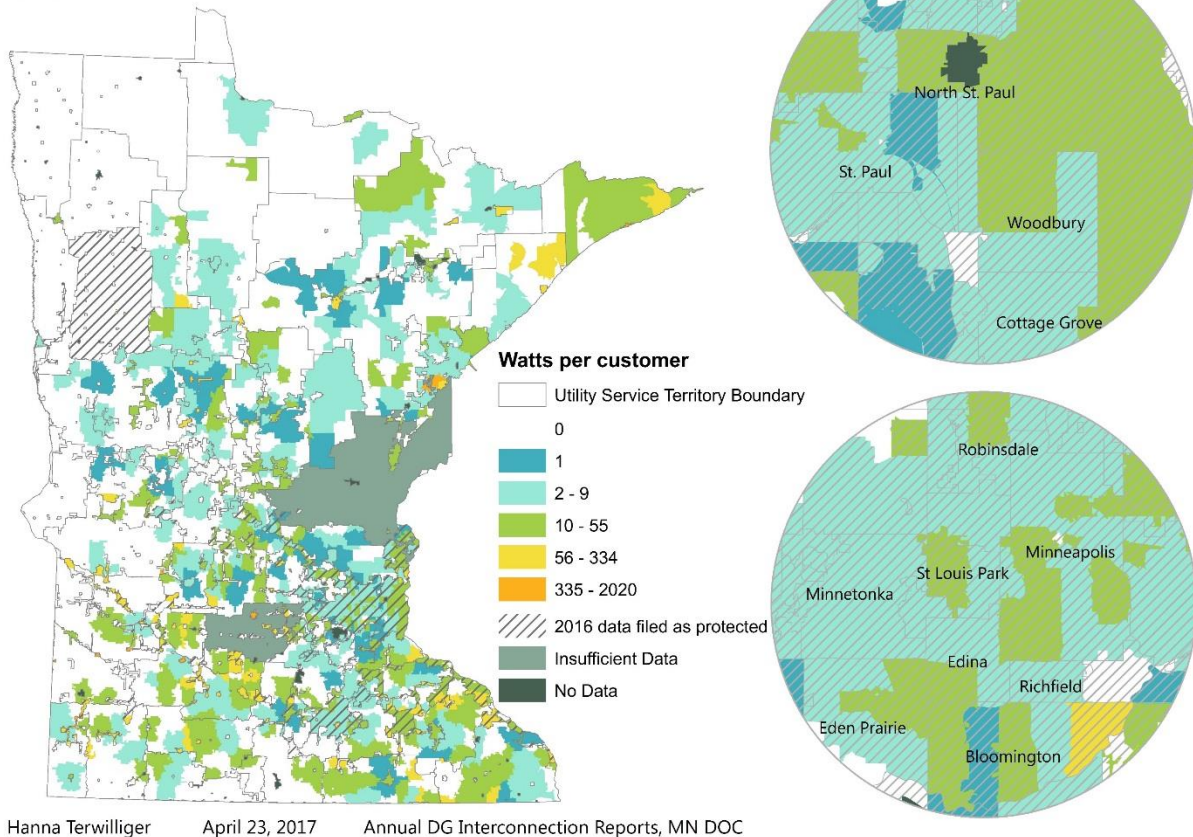 North St. Paul
St. Paul
Woodbury
Cottage Grove
Watts per customer
Utility Service Territory Boundary
0
1
2 - 9
10 - 55
56 - 334
335 - 2020
2016 data filed as protected
Insufficient Data
No Data
Robinsdale
Minneapolis
St Louis Park
Minnetonka
Edina
Richfield
Eden Prairie
Bloomington
Hanna Terwilliger April 23, 2017 Annual DG Interconnection Reports, MN DOC